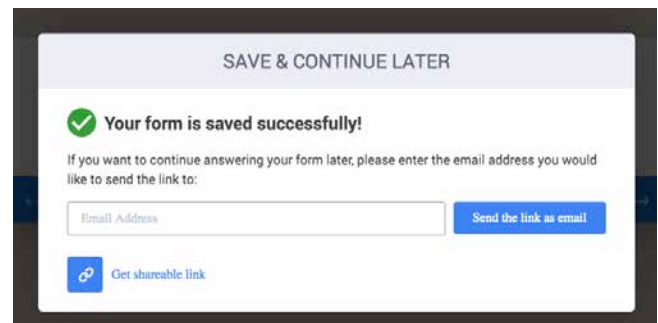 SAVE & CONTINUE LATER
Your form is saved successfully!
If you want to continue answering your form later, please enter the email address you would
like to send the link to:
Email Address
Send the link as email
Get shareable link